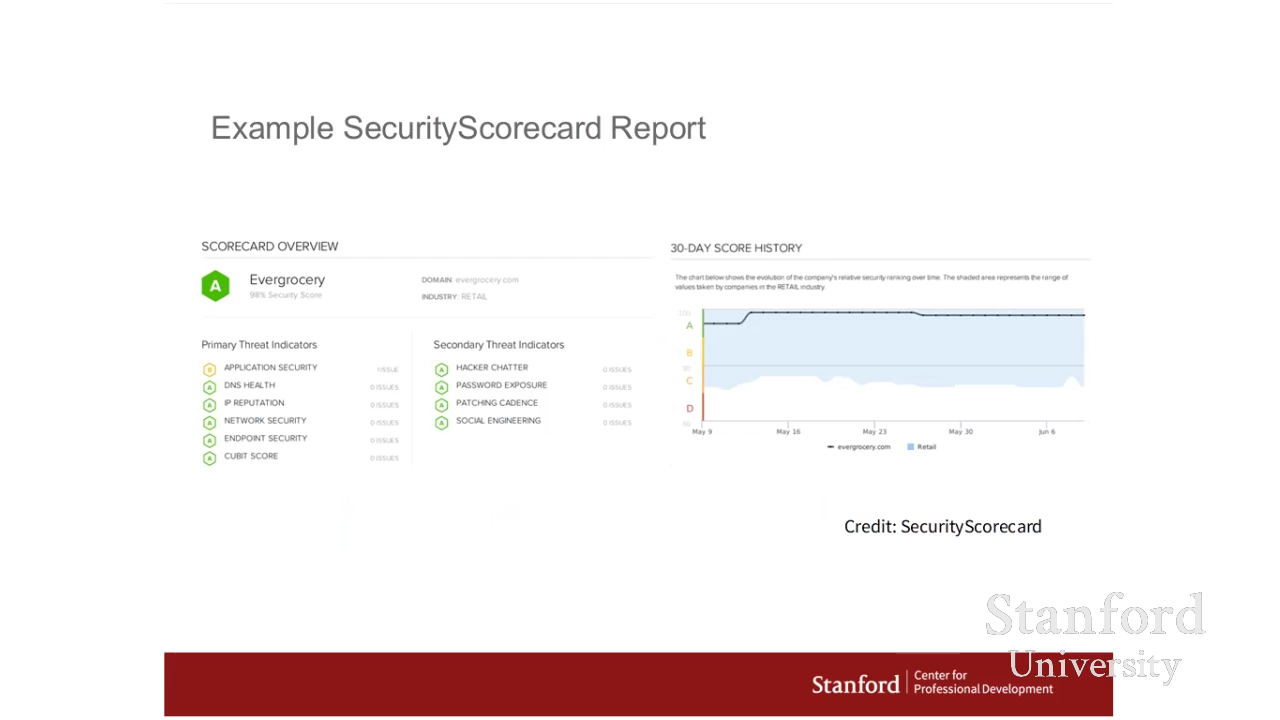 Example SecurityScorecard Report
SCORECARD OVERVIEW
A
Evergrocery
98% Security Score
DOMAIN: evergrocery.com
INDUSTRY: RETAIL
Primary Threat Indicators
B APPLICATION SECURITY 1 ISSUE
A DNS HEALTH 0 ISSUES
A IP REPUTATION 0 ISSUES
A NETWORK SECURITY 0 ISSUES
A ENDPOINT SECURITY 0 ISSUES
A CUBIT SCORE 0 ISSUES
Secondary Threat Indicators
A HACKER CHATTER 0 ISSUES
A PASSWORD EXPOSURE 0 ISSUES
A PATCHING CADENCE 0 ISSUES
A SOCIAL ENGINEERING 0 ISSUES
30-DAY SCORE HISTORY
The chart below shows the evolution of the company's relative security ranking over time. The shaded area represents the range of
values taken by companies in the RETAIL industry.
100
A
B
C
D
May 9 May 16 May 23 May 30 Jun 6
evergrocery.com Retail
Credit: SecurityScorecard
Stanford
University
Stanford
Center for
Professional Development